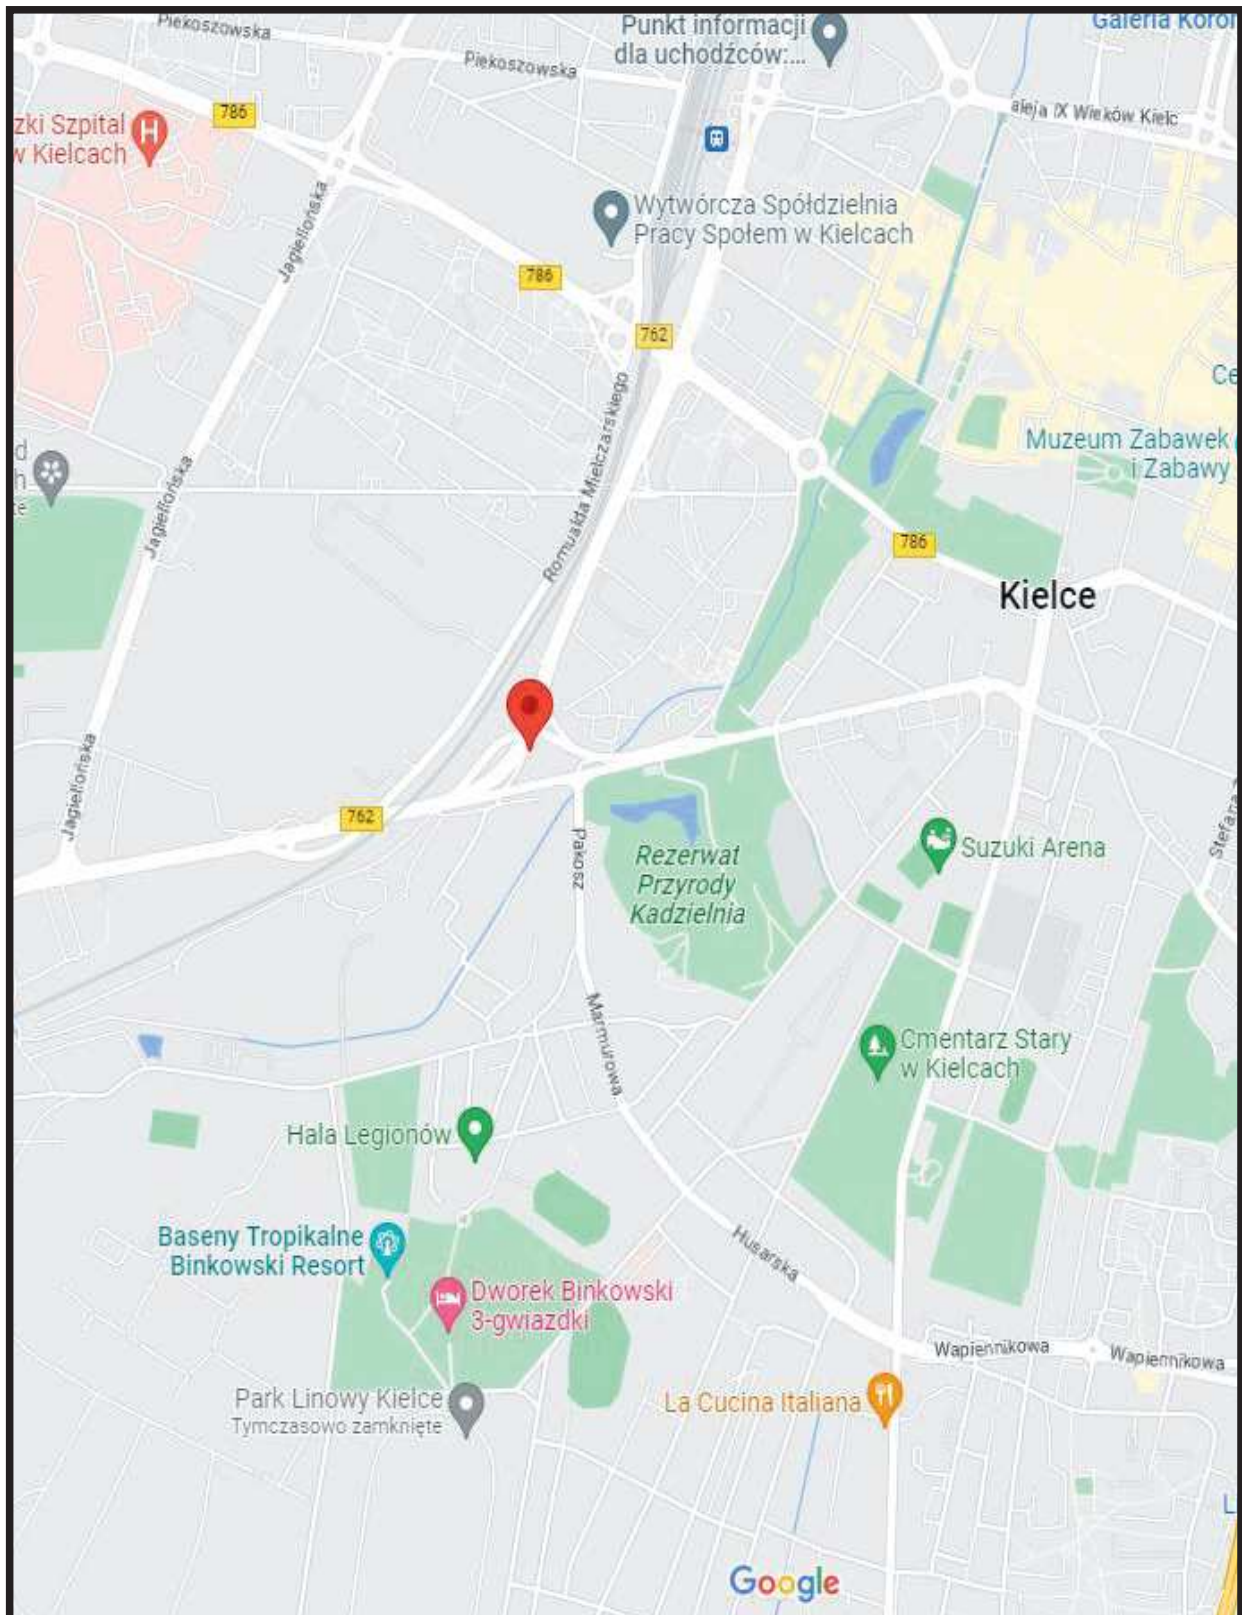 Piekoszowska
Punkt informacji
dla uchodźców:...
Galeria Koron
Piekoszowska
786
aleja IX Wieków Kielc
zki Szpital
w Kielcach
H
Jagiellońska
Wytwórcza Spółdzielnia
Pracy Społem w Kielcach
786
762
Romualda Mielczarskiego
Ce
Muzeum Zabawek
i Zabawy
d
h
te
Jagiellońska
786
Kielce
Jagiellońska
762
Pakosz
Rezerwat
Przyrody
Kadzielnia
Suzuki Arena
Stefana
Marmurowa
Cmentarz Stary
w Kielcach
Hala Legionów
Baseny Tropikalne
Binkowski Resort
Husarska
Dworek Binkowski
3-gwiazdki
Wapiennikowa
Wapiennikowa
Park Linowy Kielce
Tymczasowo zamknięte
La Cucina Italiana
L
Google